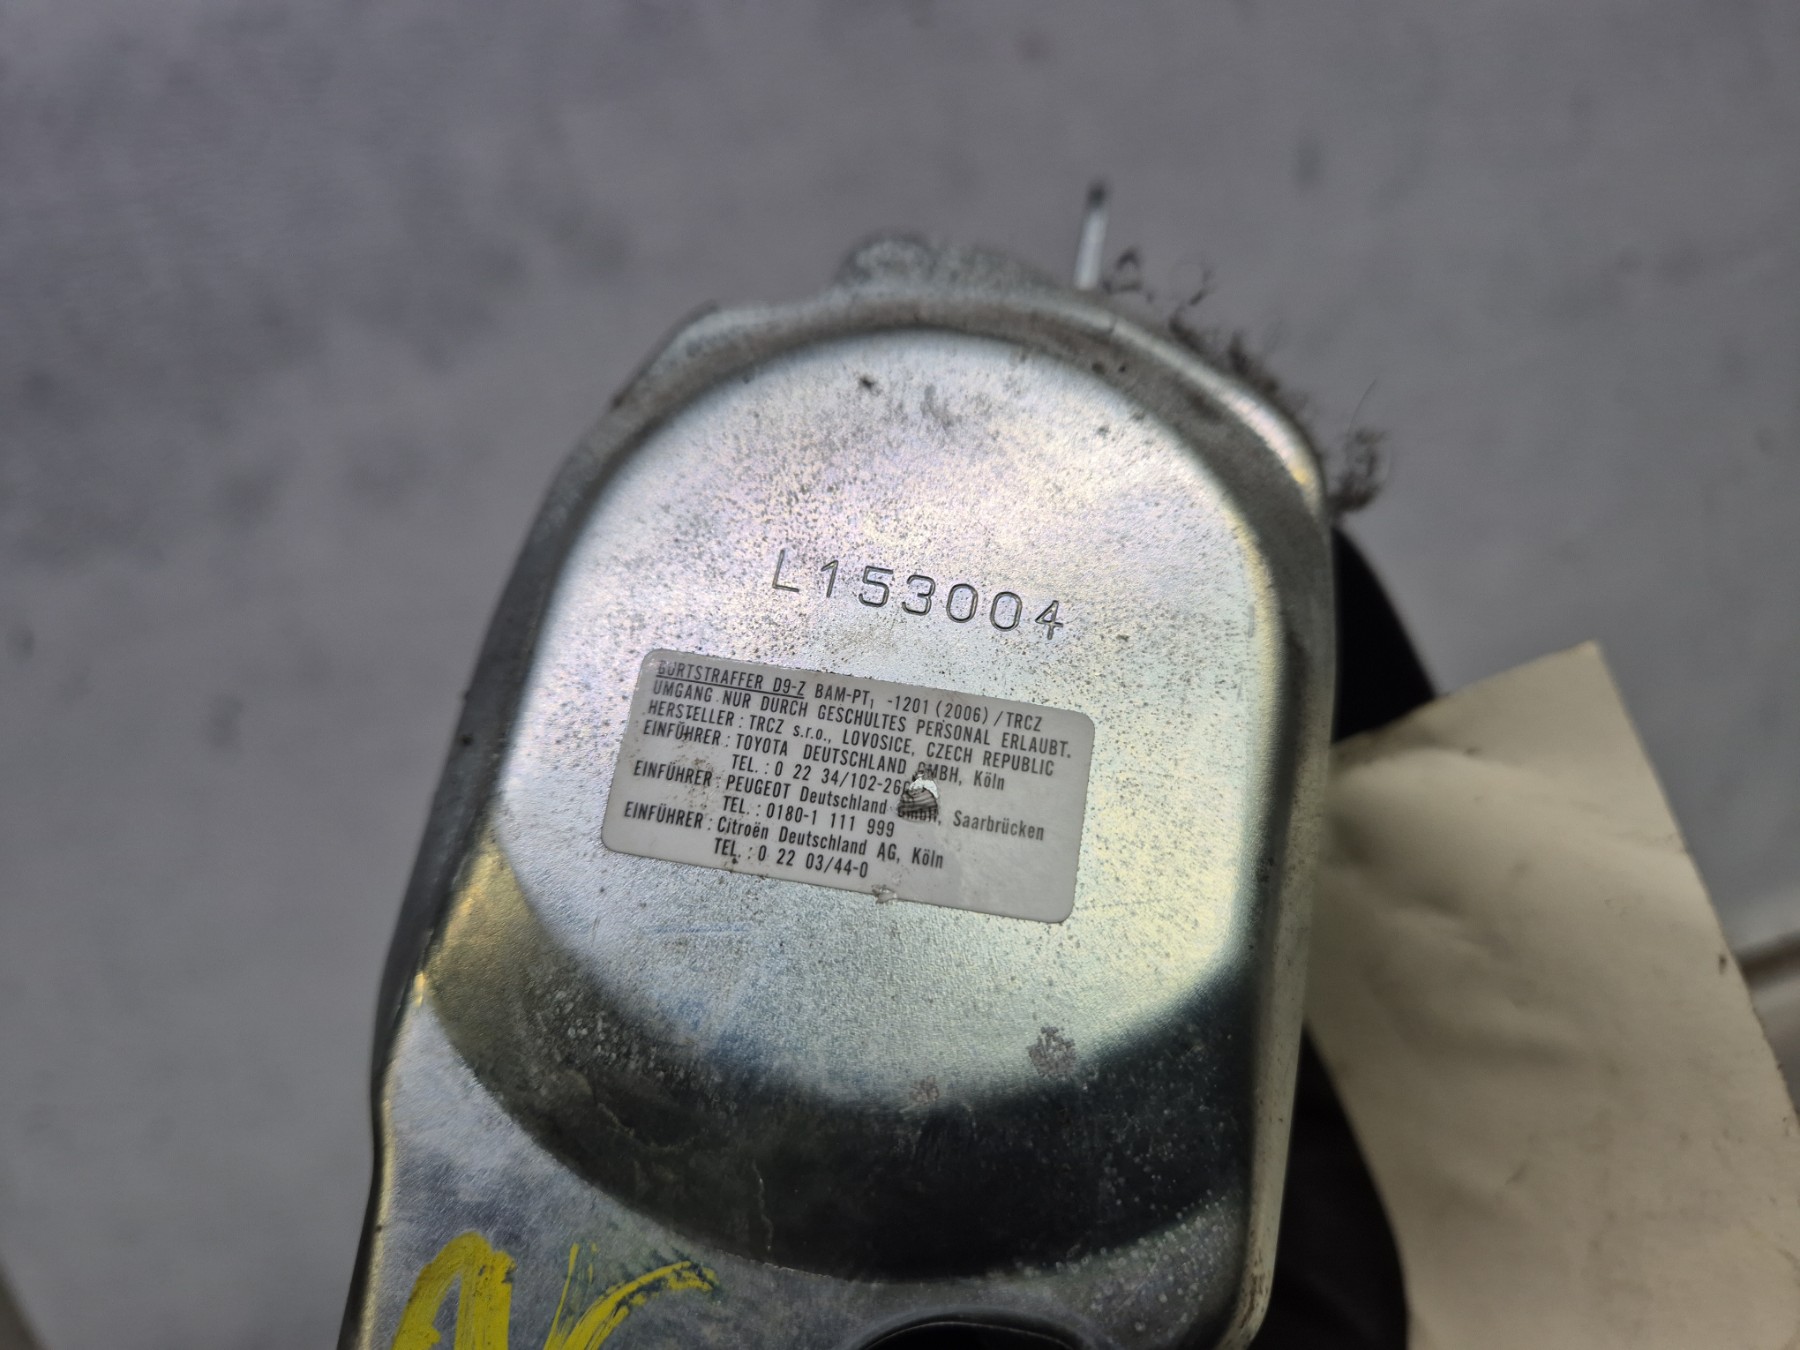 L153004
GURTSTRAFFER D9-Z BAM-PT₁ -1201 (2006) / TRCZ
UMGANG NUR DURCH GESCHULTES PERSONAL ERLAUBT.
HERSTELLER : TRCZ s.r.o., LOVOSICE, CZECH REPUBLIC
EINFÜHRER : TOYOTA DEUTSCHLAND GMBH, Köln
TEL. : 0 22 34/102-26
EINFÜHRER : PEUGEOT Deutschland GmbH, Saarbrücken
TEL. : 0180-1 111 999
EINFÜHRER : Citroën Deutschland AG, Köln
TEL. : 0 22 03/44-0